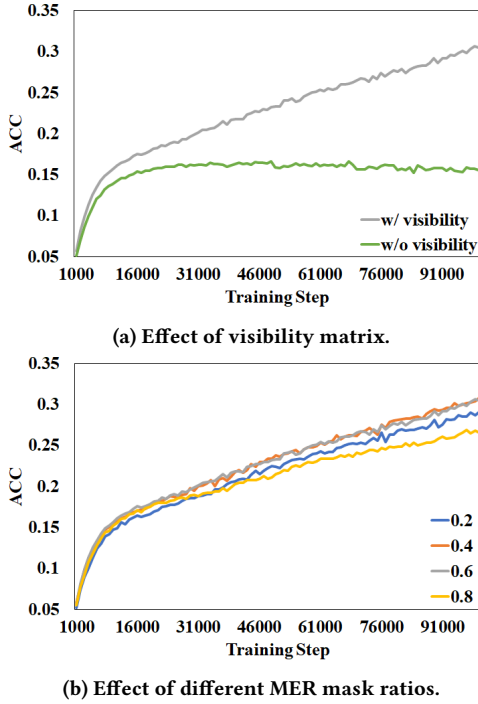 0.35
0.3
0.25
0.2
0.15
0.1
0.05
ACC
w/ visibility
w/o visibility
1000 16000 31000 46000 61000 76000 91000
Training Step
(a) Effect of visibility matrix.
0.35
0.3
0.25
0.2
0.15
0.1
0.05
ACC
0.2
0.4
0.6
0.8
1000 16000 31000 46000 61000 76000 91000
Training Step
(b) Effect of different MER mask ratios.